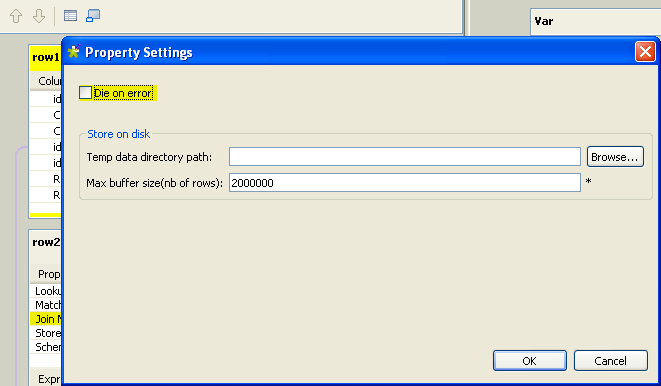 Var
row1
Property Settings
Colu
id
C
C
id
id
R
R
Die on error
Store on disk
Temp data directory path:
Browse...
Max buffer size(nb of rows):
2000000
*
row2
Prop
Looku
Match
Join M
Store
Schem
Expr
OK
Cancel